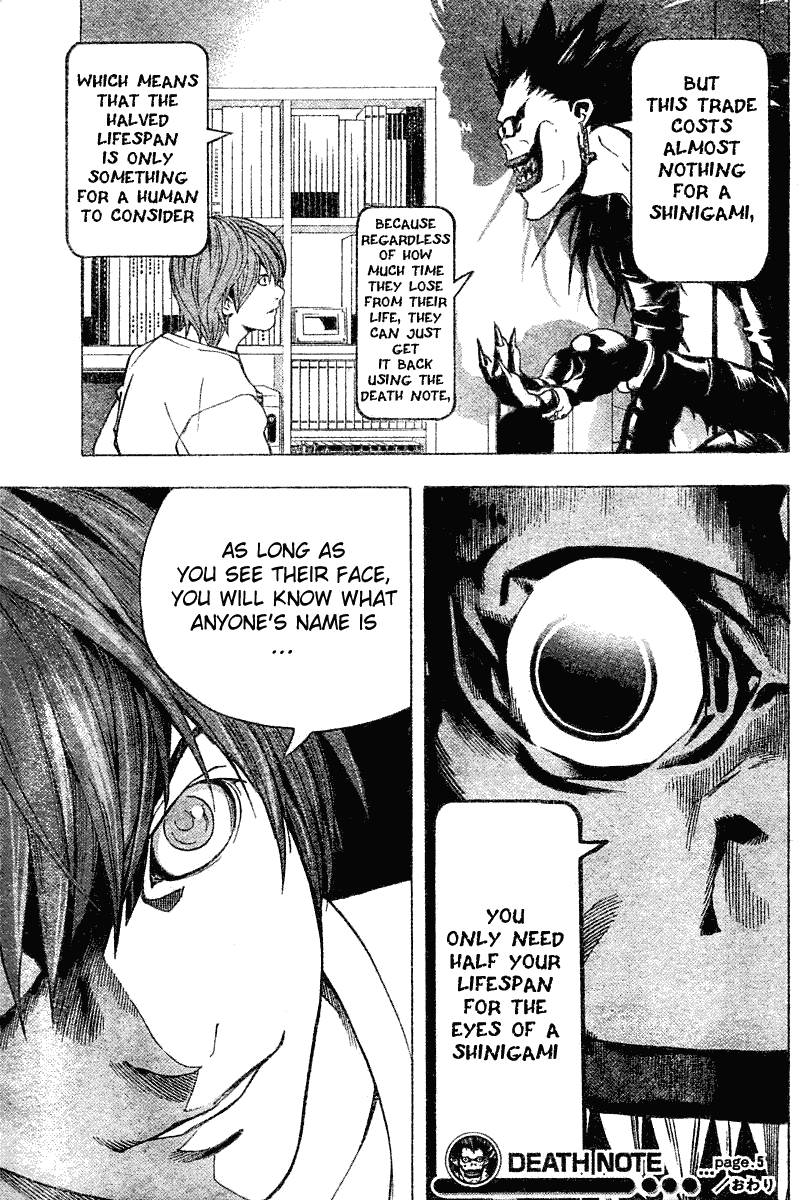 BUT
THIS TRADE
COSTS
ALMOST
NOTHING
FOR A
SHINIGAMI,
BECAUSE
REGARDLESS
OF HOW
MUCH TIME
THEY LOSE
FROM THEIR
LIFE, THEY
CAN JUST
GET
IT BACK
USING THE
DEATH NOTE,
WHICH MEANS
THAT THE
HALVED
LIFESPAN
IS ONLY
SOMETHING
FOR A HUMAN
TO CONSIDER
YOU
ONLY NEED
HALF YOUR
LIFESPAN
FOR THE
EYES OF A
SHINIGAMI
AS LONG AS
YOU SEE THEIR FACE,
YOU WILL KNOW WHAT
ANYONE'S NAME IS
...
DEATH NOTE ...page.5
/おわり